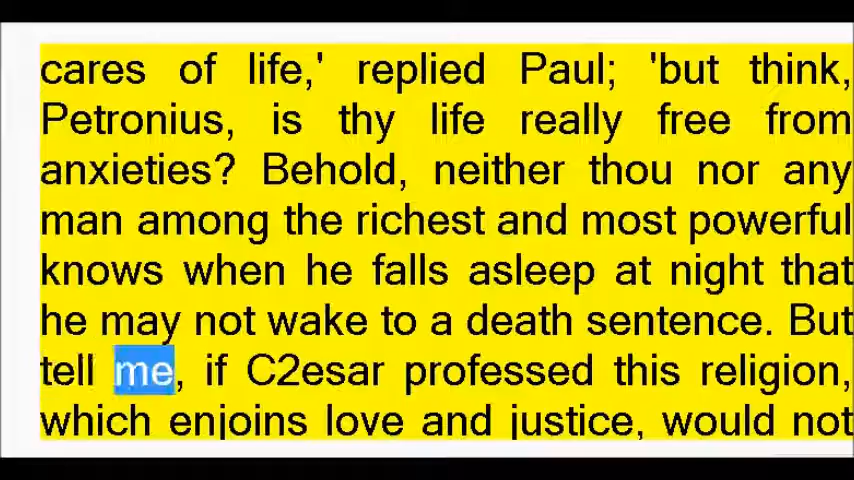 cares of life,' replied Paul; 'but think,
Petronius, is thy life really free from
anxieties? Behold, neither thou nor any
man among the richest and most powerful
knows when he falls asleep at night that
he may not wake to a death sentence. But
tell me, if C2esar professed this religion,
which enjoins love and justice, would not